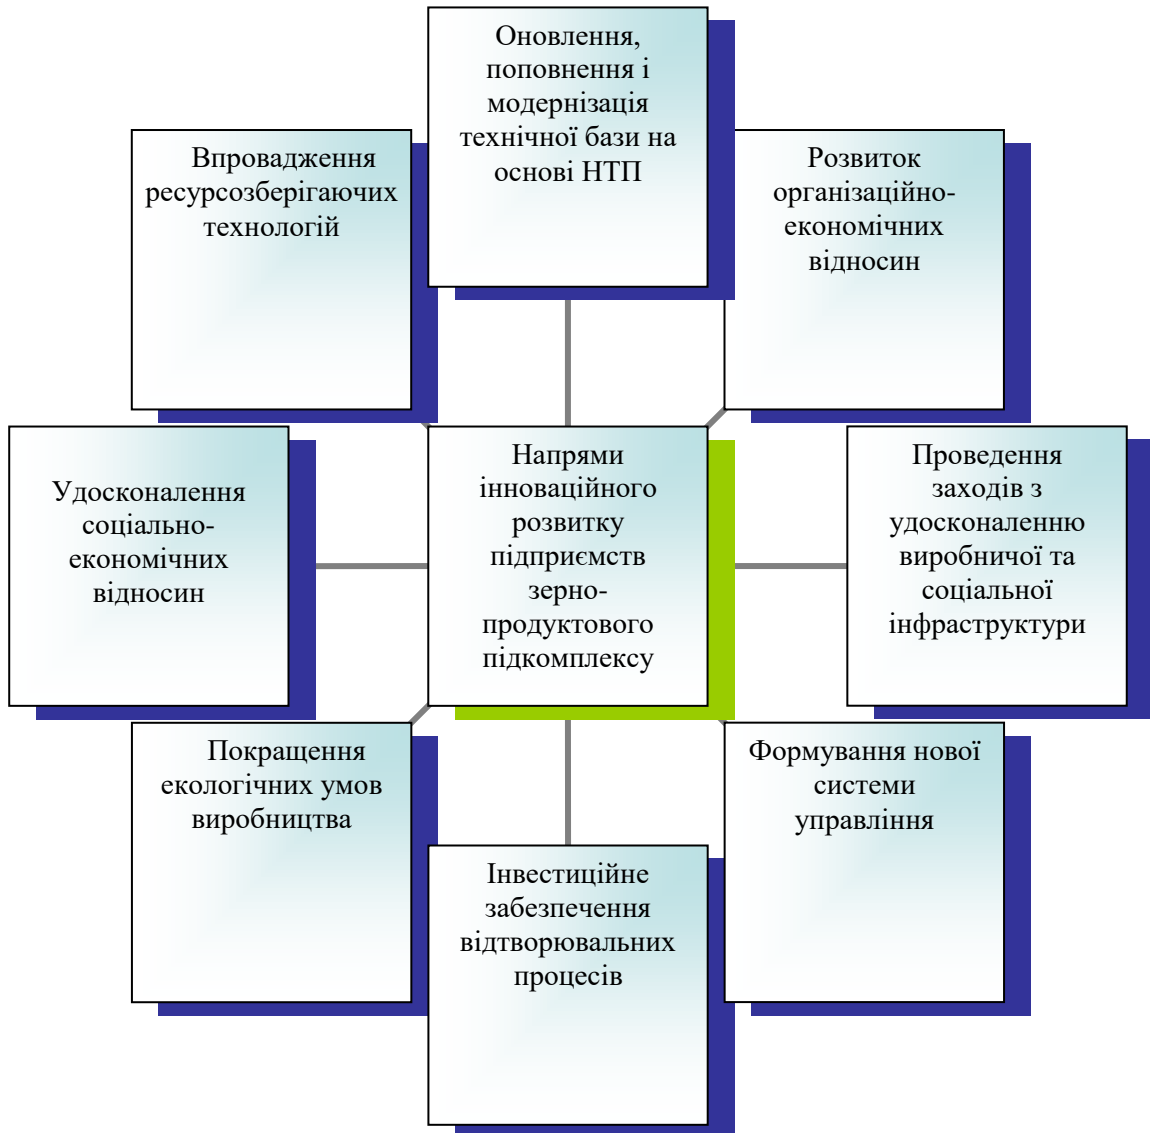 Оновлення,
поповнення і
модернізація
технічної бази на
основі НТП
Впровадження
ресурсозберігаючих
технологій
Розвиток
організаційно-
економічних
відносин
Удосконалення
соціально-
економічних
відносин
Напрями
інноваційного
розвитку
підприємств
зерно-
продуктового
підкомплексу
Проведення
заходів з
удосконаленню
виробничої та
соціальної
інфраструктури
Покращення
екологічних умов
виробництва
Формування нової
системи
управління
Інвестиційне
забезпечення
відтворювальних
процесів